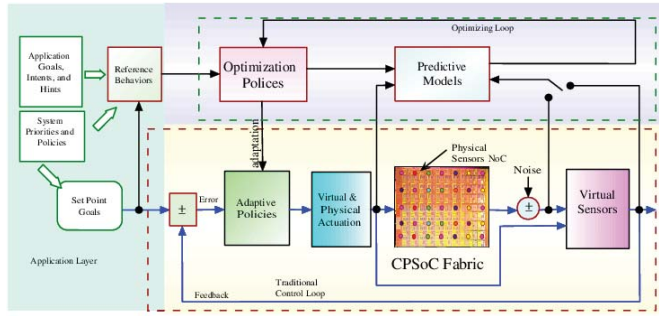 Optimizing Loop
Application
Goals,
Intents, and
Hints
Reference
Behaviors
Optimization
Polices
Predictive
Models
System
Priorities and
Policies
adaptation
Physical
Sensors NoC
Noise
Set Point
Goals
±
Error
Adaptive
Policies
Virtual &
Physical
Actuation
±
Virtual
Sensors
CPSoC Fabric
Application Layer
Traditional
Control Loop
Feedback